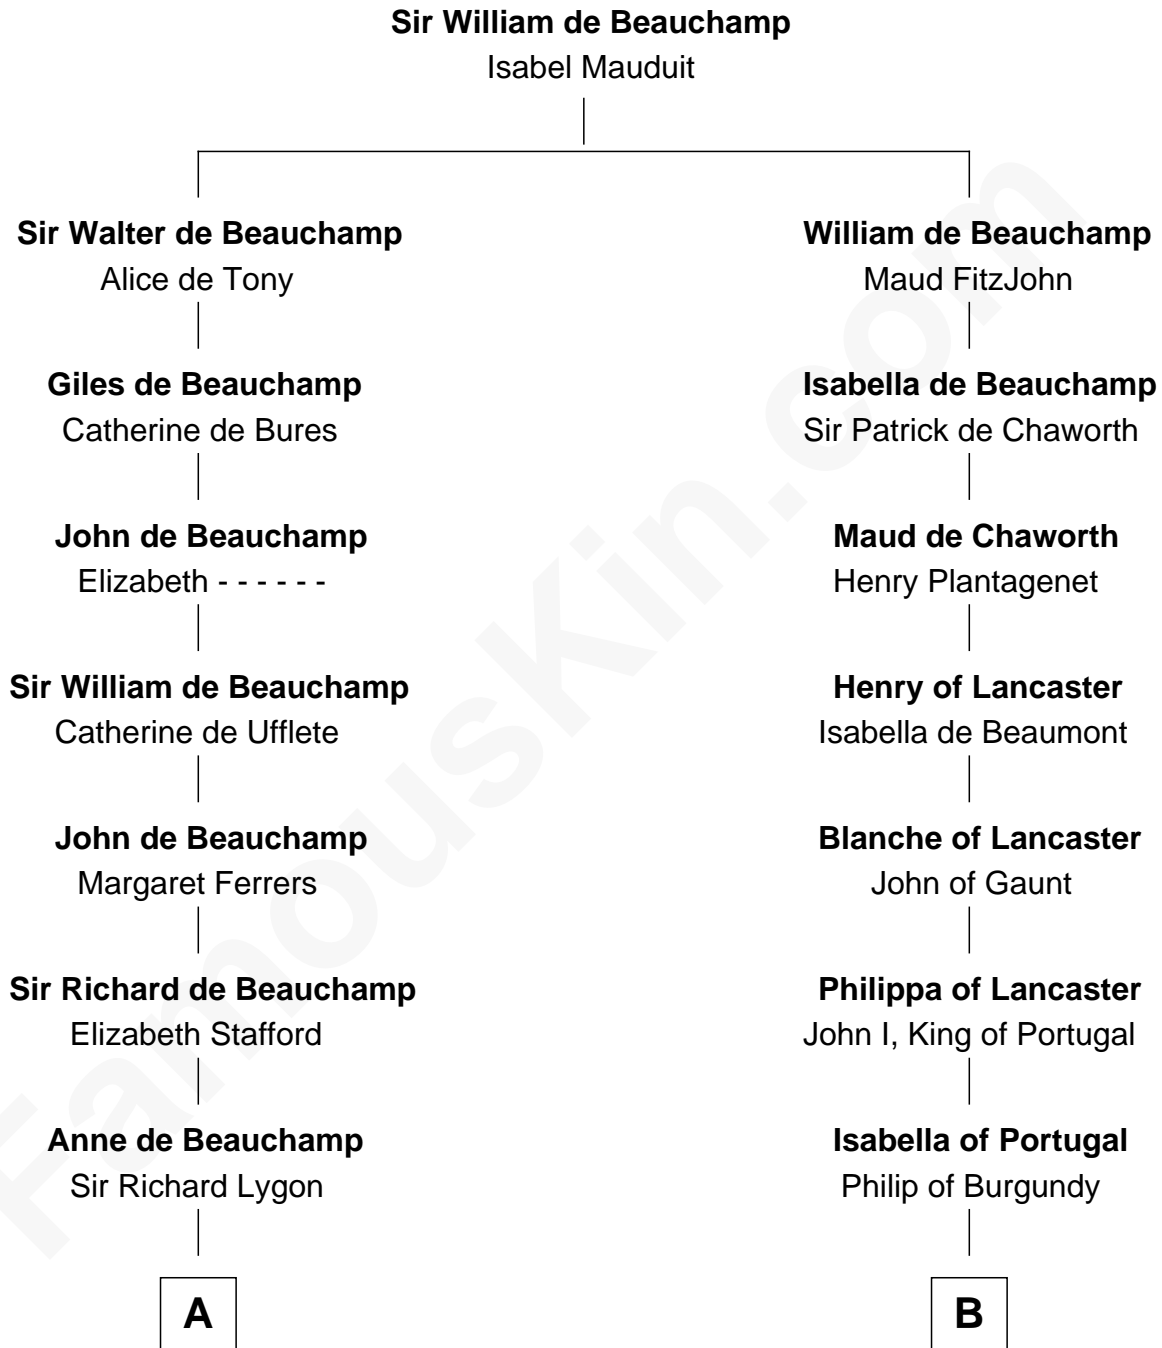 Sir William de Beauchamp
Isabel Mauduit
Sir Walter de Beauchamp
Alice de Tony
William de Beauchamp
Maud FitzJohn
Giles de Beauchamp
Catherine de Bures
Isabella de Beauchamp
Sir Patrick de Chaworth
John de Beauchamp
Elizabeth - - - - - -
Maud de Chaworth
Henry Plantagenet
Sir William de Beauchamp
Catherine de Ufflete
Henry of Lancaster
Isabella de Beaumont
John de Beauchamp
Margaret Ferrers
Blanche of Lancaster
John of Gaunt
Sir Richard de Beauchamp
Elizabeth Stafford
Philippa of Lancaster
John I, King of Portugal
Anne de Beauchamp
Sir Richard Lygon
Isabella of Portugal
Philip of Burgundy
A
B
FamousKin.com